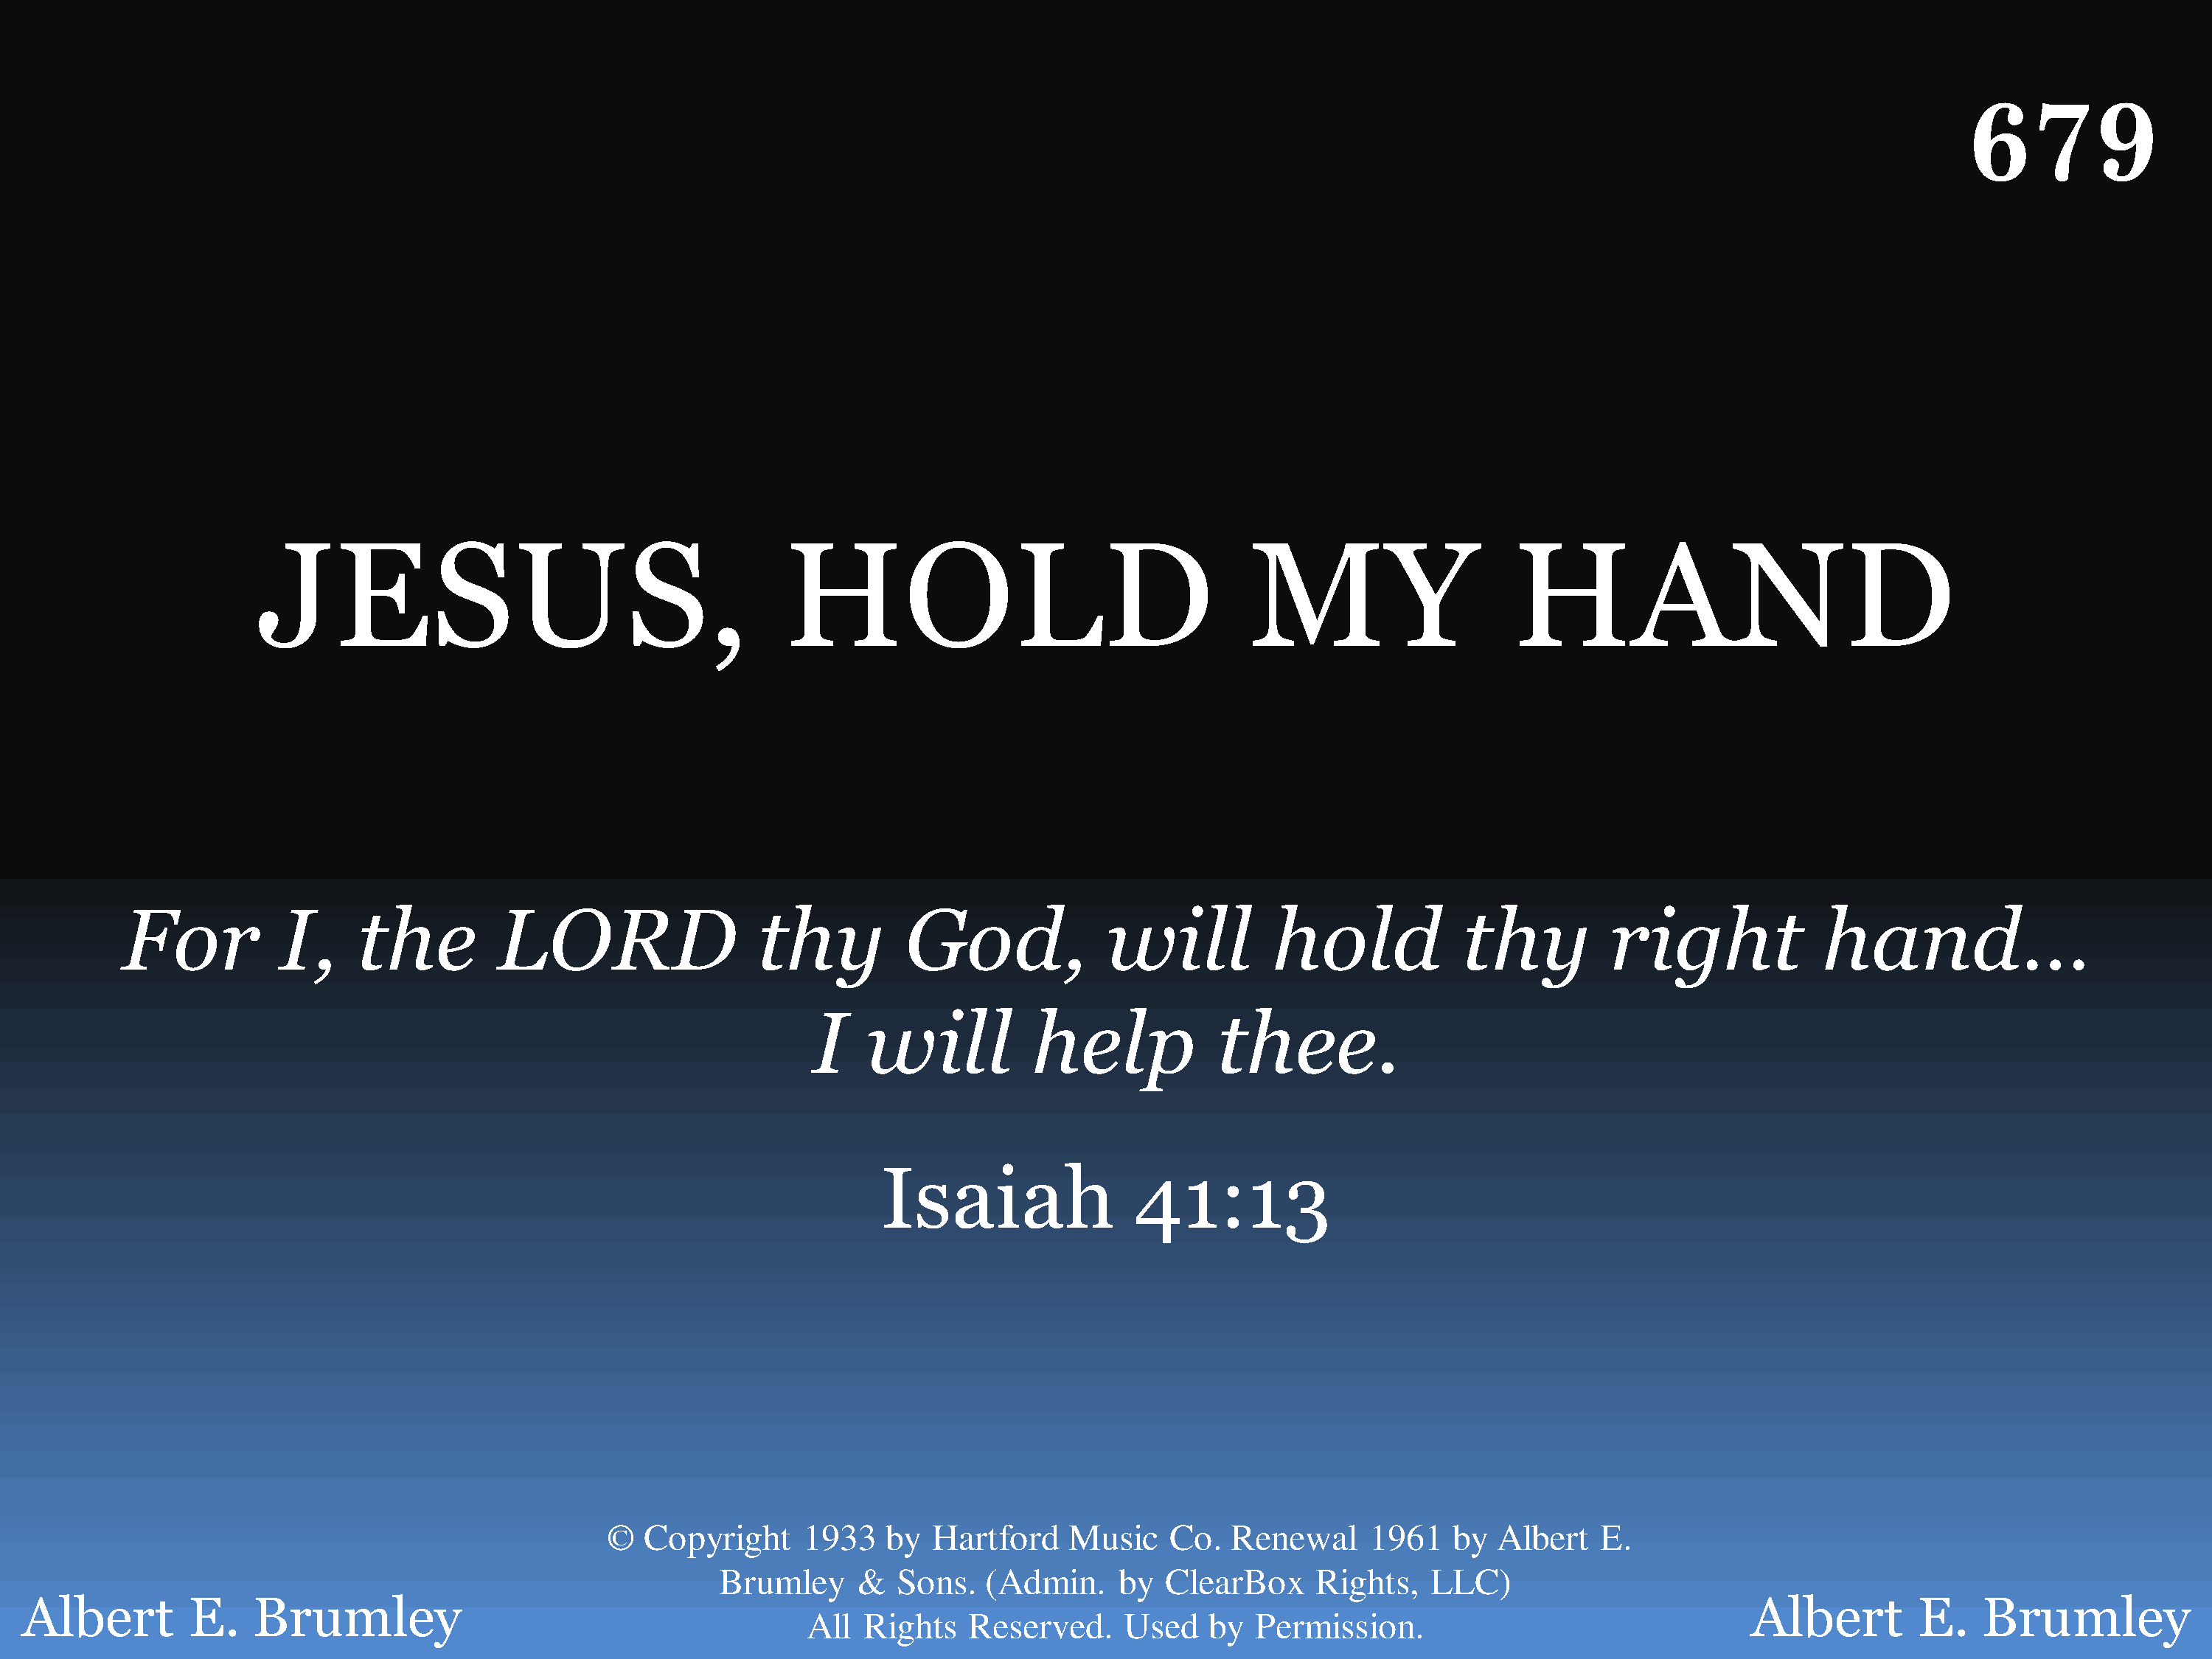 679
JESUS, HOLD MY HAND
For I, the LORD thy God, will hold thy right hand...
I will help thee.
Isaiah 41:13
© Copyright 1933 by Hartford Music Co. Renewal 1961 by Albert E.
Brumley & Sons. (Admin. by ClearBox Rights, LLC)
All Rights Reserved. Used by Permission.
Albert E. Brumley
Albert E. Brumley